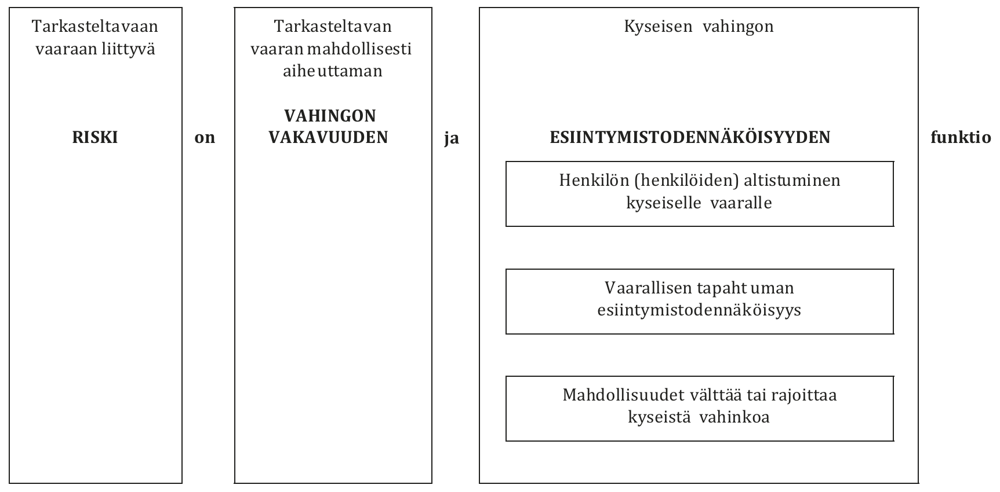 Tarkasteltavaan
vaaraan liittyvä
RISKI
on
Tarkasteltavan
vaaran mahdollisesti
aiheuttaman
VAHINGON
VAKAVUUDEN
ja
Kyseisen vahingon
ESIINTYMISTODENNÄKÖISYYDEN
Henkilön (henkilöiden) altistuminen
kyseiselle vaaralle
Vaarallisen tapahtuman
esiintymistodennäköisyys
Mahdollisuudet välttää tai rajoittaa
kyseistä vahinkoa
funktio